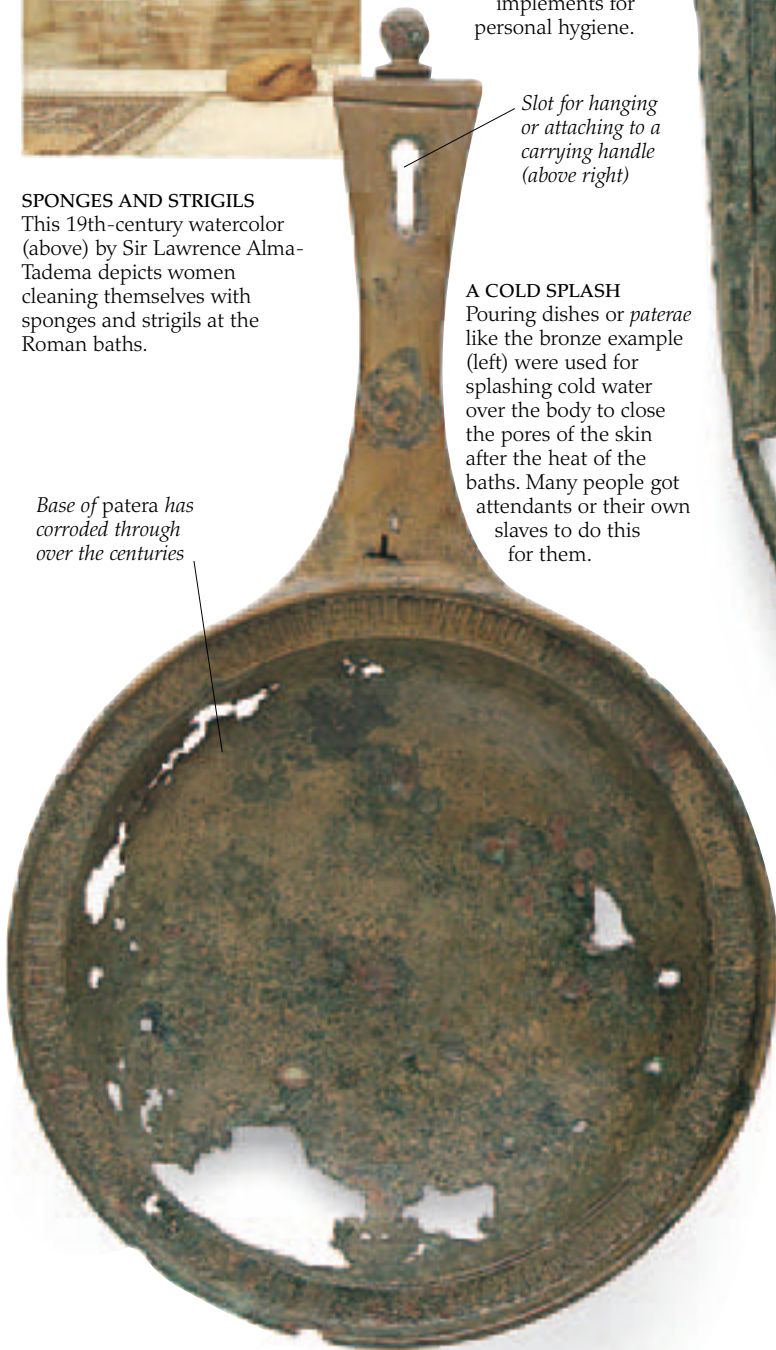 implements for
personal hygiene.
Slot for hanging
or attaching to a
carrying handle
(above right)
SPONGES AND STRIGILS
This 19th-century watercolor
(above) by Sir Lawrence Alma-
Tadema depicts women
cleaning themselves with
sponges and strigils at the
Roman baths.
A COLD SPLASH
Pouring dishes or paterae
like the bronze example
(left) were used for
splashing cold water
over the body to close
the pores of the skin
after the heat of the
baths. Many people got
attendants or their own
slaves to do this
for them.
Base of patera has
corroded through
over the centuries